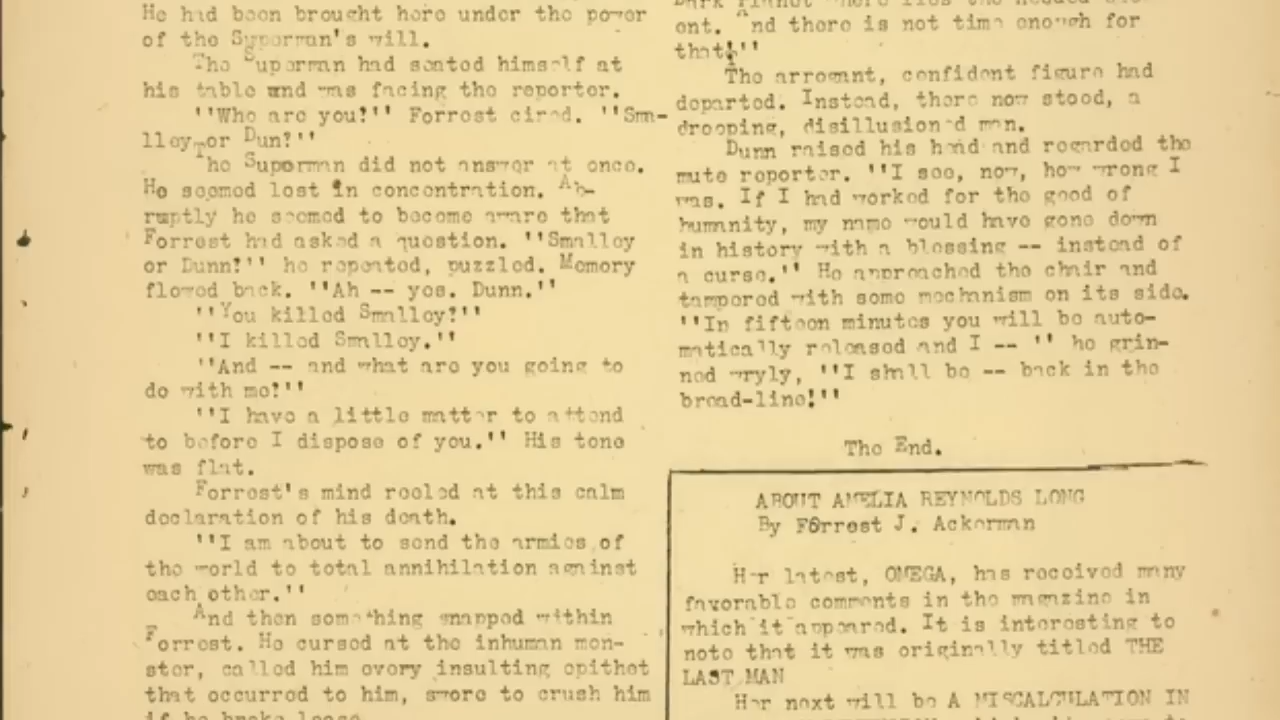 He had been brought here under the power
of the Superman's will.
The Superman had seated himself at
his table and was facing the reporter.
"Who are you?" Forrest cired. "Sma-
lley or Dun?"
The Superman did not answer at once.
He seemed lost in concentration. Ab-
ruptly he seemed to become aware that
Forrest had asked a question. "Smalley
or Dunn?" he repeated, puzzled. Memory
flowed back. "Ah -- yes. Dunn."
"You killed Smalley?"
"I killed Smalley."
"And -- and what are you going to
do with me?"
"I have a little matter to attend
to before I dispose of you." His tone
was flat.
Forrest's mind reeled at this calm
declaration of his death.
"I am about to send the armies of
the world to total annihilation against
each other."
And then something snapped within
Forrest. He cursed at the inhuman mon-
ster, called him every insulting epithet
that occurred to him, swore to crush him
if he broke loose.
ent. And there is not time enough for
that!"
The arrogant, confident figure had
departed. Instead, there now stood, a
drooping, disillusioned man.
Dunn raised his head and regarded the
mute reporter. "I see, now, how wrong I
was. If I had worked for the good of
humanity, my name would have gone down
in history with a blessing -- instead of
a curse." He approached the chair and
tampered with some mechanism on its side.
"In fifteen minutes you will be auto-
matically released and I -- " he grin-
ned wryly, "I shall be -- back in the
bread-line!"
The End.
ABOUT AMELIA REYNOLDS LONG
By Forrest J. Ackerman
Her latest, OMEGA, has received many
favorable comments in the magazine in
which it appeared. It is interesting to
note that it was originally titled THE
LAST MAN
Her next will be A MISCALCULATION IN